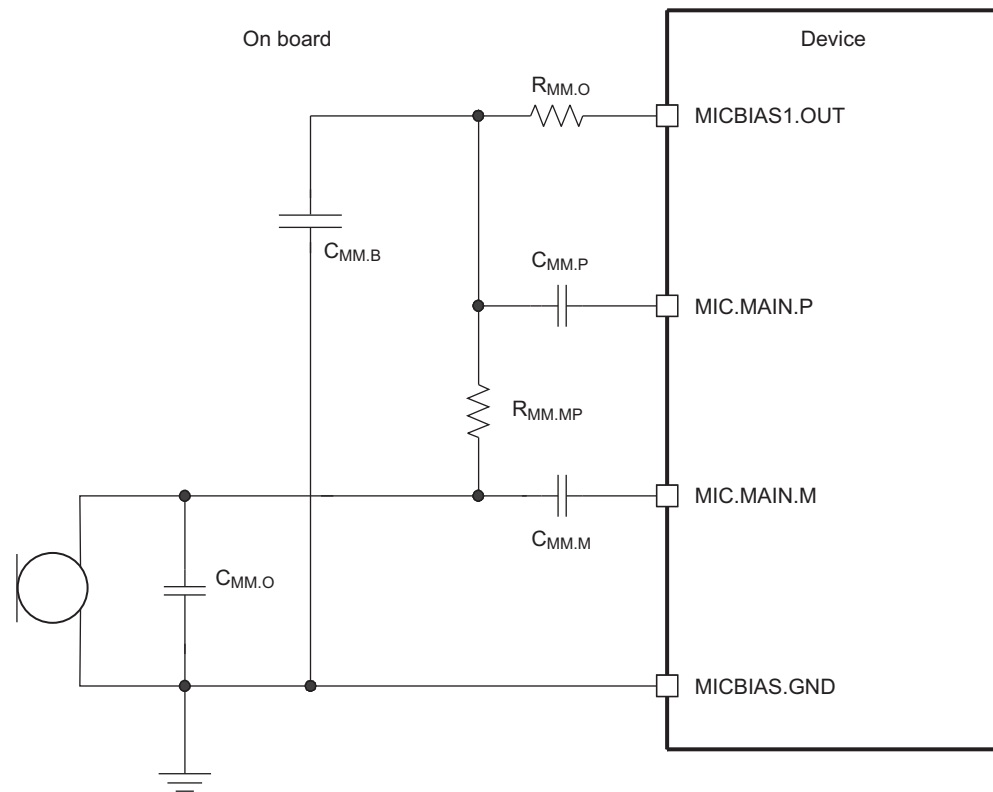 On board
Device
RMM.O
MICBIAS1.OUT
CMM.B
CMM.P
MIC.MAIN.P
RMM.MP
MIC.MAIN.M
CMM.M
CMM.O
MICBIAS.GND